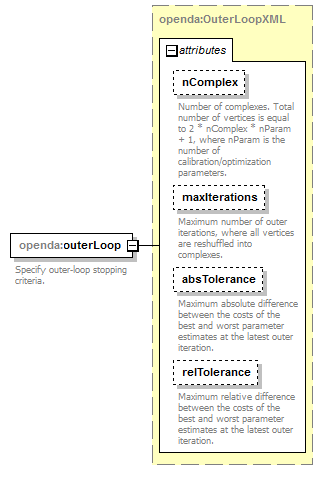 openda:OuterLoopXML
attributes
nComplex
Number of complexes. Total
number of vertices is equal
to 2 * nComplex * nParam
+ 1, where nParam is the
number of
calibration/optimization
parameters.
maxIterations
Maximum number of outer
iterations, where all vertices
are reshuffled into
complexes.
openda:outerLoop
Specify outer-loop stopping
criteria.
absTolerance
Maximum absolute difference
between the costs of the
best and worst parameter
estimates at the latest outer
iteration.
relTolerance
Maximum relative difference
between the costs of the
best and worst parameter
estimates at the latest outer
iteration.